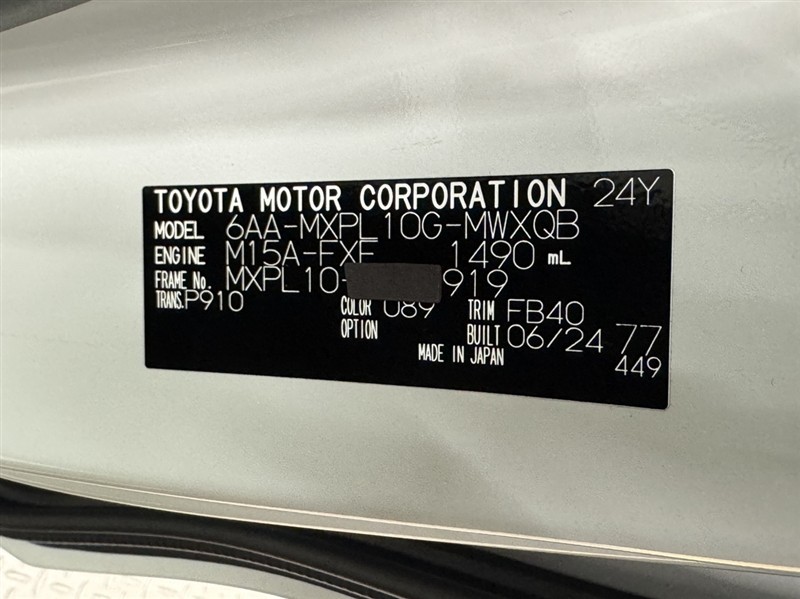 TOYOTA MOTOR CORPORATION 24Y
MODEL 6AA-MXPL10G-MWXQB
ENGINE M15A-FXE 1490 mL
FRAME No. MXPL10- 919
TRANS. P910 COLOR 089 TRIM FB40
OPTION BUILT 06/24 77
MADE IN JAPAN 449